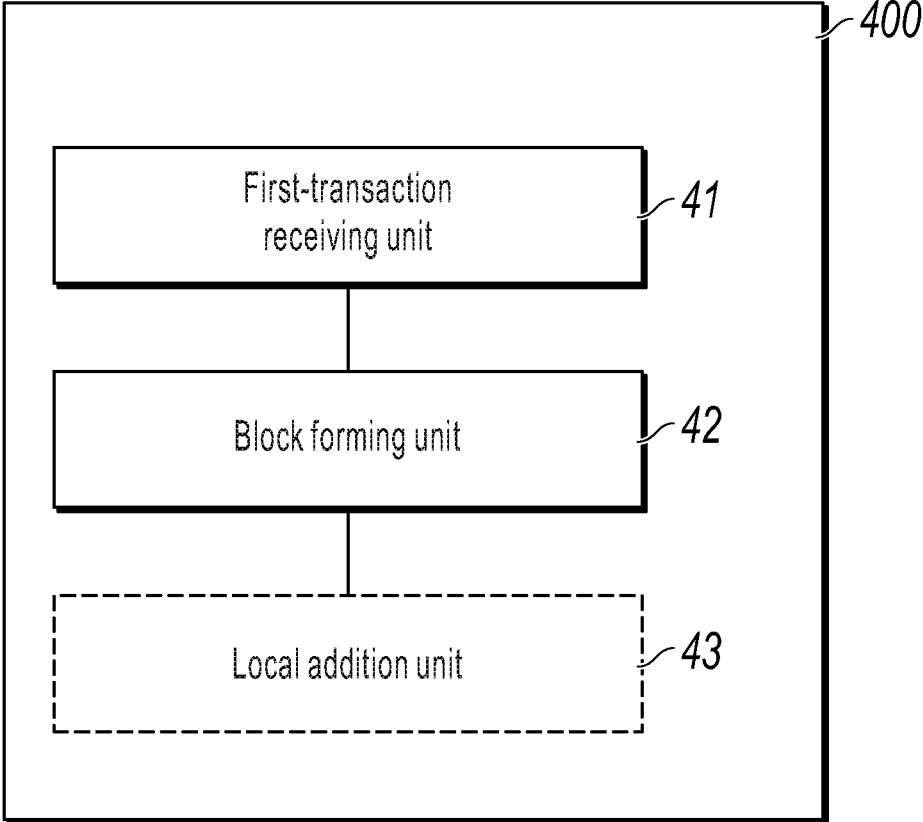 400
First-transaction
receiving unit
41
Block forming unit
42
Local addition unit
43